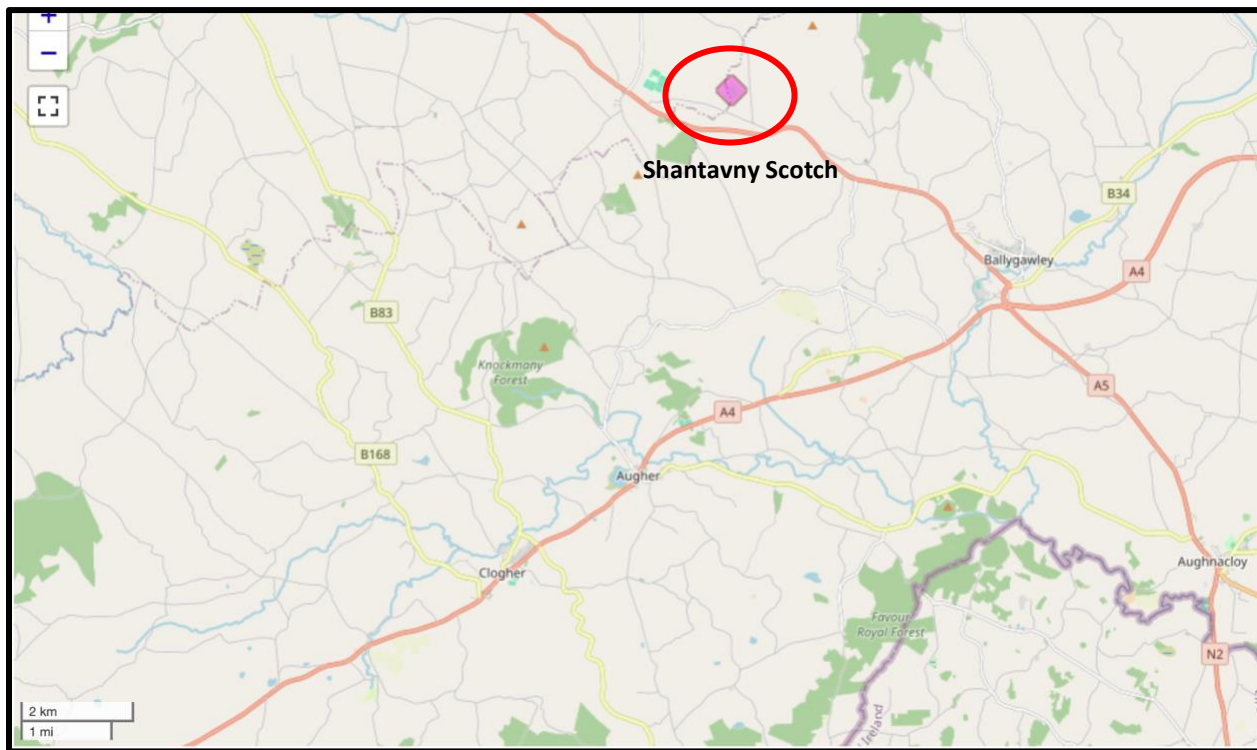 +
−
Shantavny Scotch
B34
Ballygawley
A4
B83
Knockmany
Forest
A5
A4
B168
Augher
Clogher
Aughnacloy
Favour
Royal Forest
N2
Ireland
2 km
1 mi